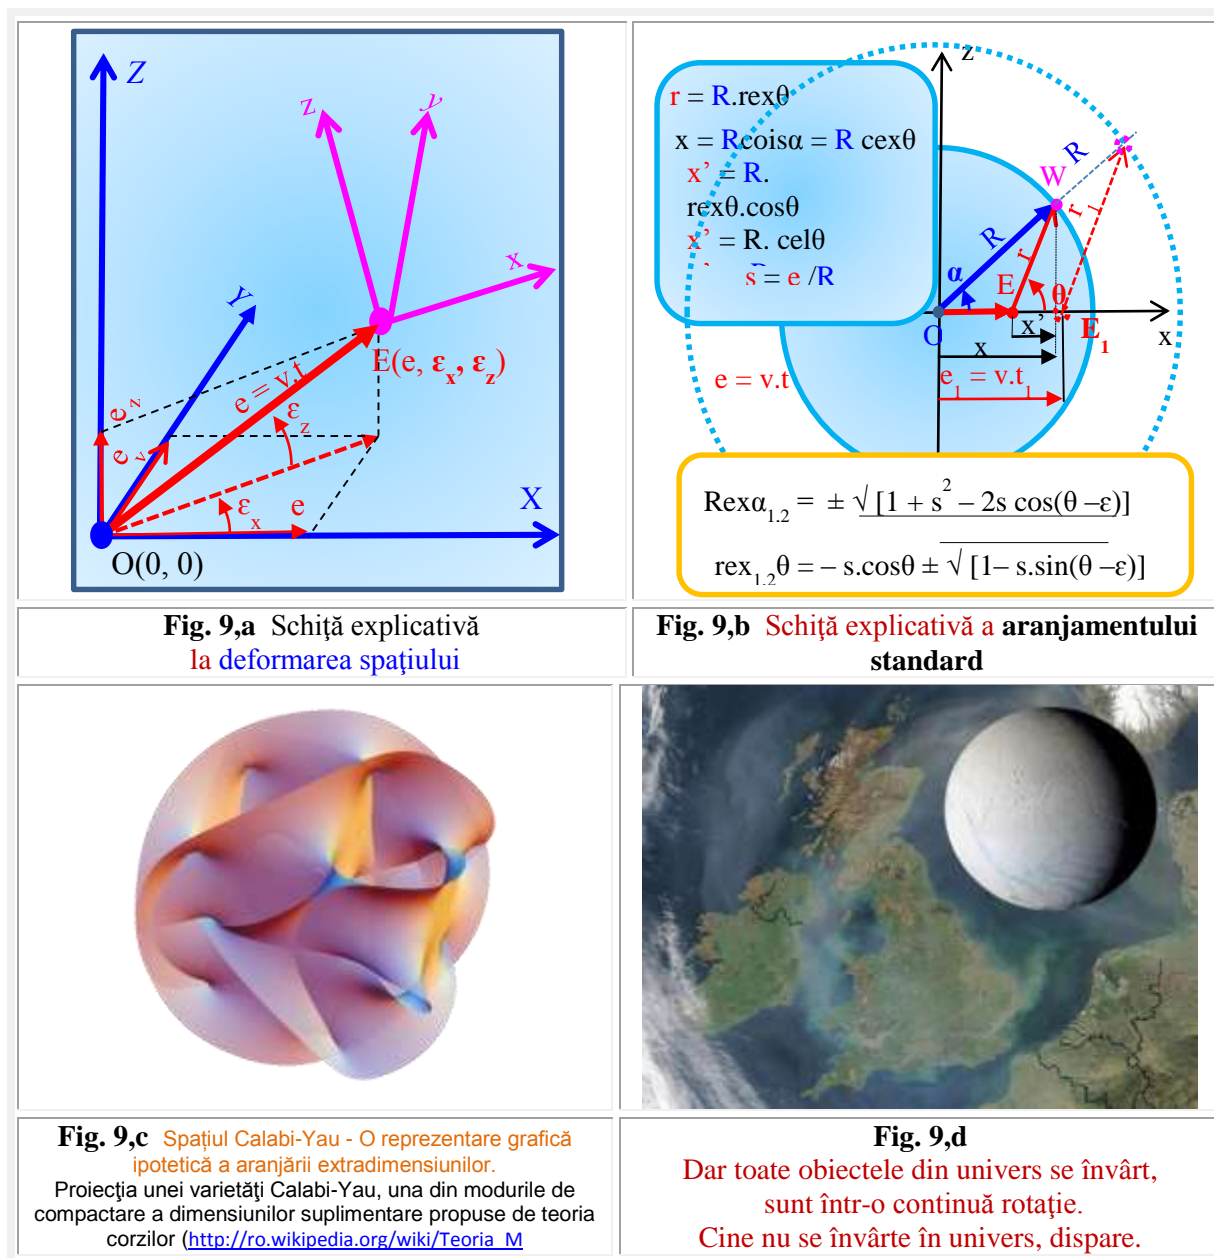 Z
z
y
x
Y
E(e, εx, εz)
e = v.t
ez
εz
ey
εx
e
X
O(0, 0)
z
r = R.rexθ
x = Rcoisα = R cexθ
x’ = R.
rexθ.cosθ
x’ = R. celθ
s = e /R
R
W
R
r1
r
α
E
θ
O
x’
E1
x
x
e = v.t
e1 = v.t1
Rexα1.2 = ± √ [1 + s2 – 2s cos(θ –ε)]
rex1.2θ = – s.cosθ ± √ [1– s.sin(θ –ε)]
Fig. 9,a Schiţă explicativă
la deformarea spaţiului
Fig. 9,b Schiţă explicativă a aranjamentului
standard
Fig. 9,c Spațiul Calabi-Yau - O reprezentare grafică
ipotetică a aranjării extradimensiunilor.
Proiecţia unei varietăţi Calabi-Yau, una din modurile de
compactare a dimensiunilor suplimentare propuse de teoria
corzilor (http://ro.wikipedia.org/wiki/Teoria_M
Fig. 9,d
Dar toate obiectele din univers se învârt,
sunt într-o continuă rotaţie.
Cine nu se învârte în univers, dispare.